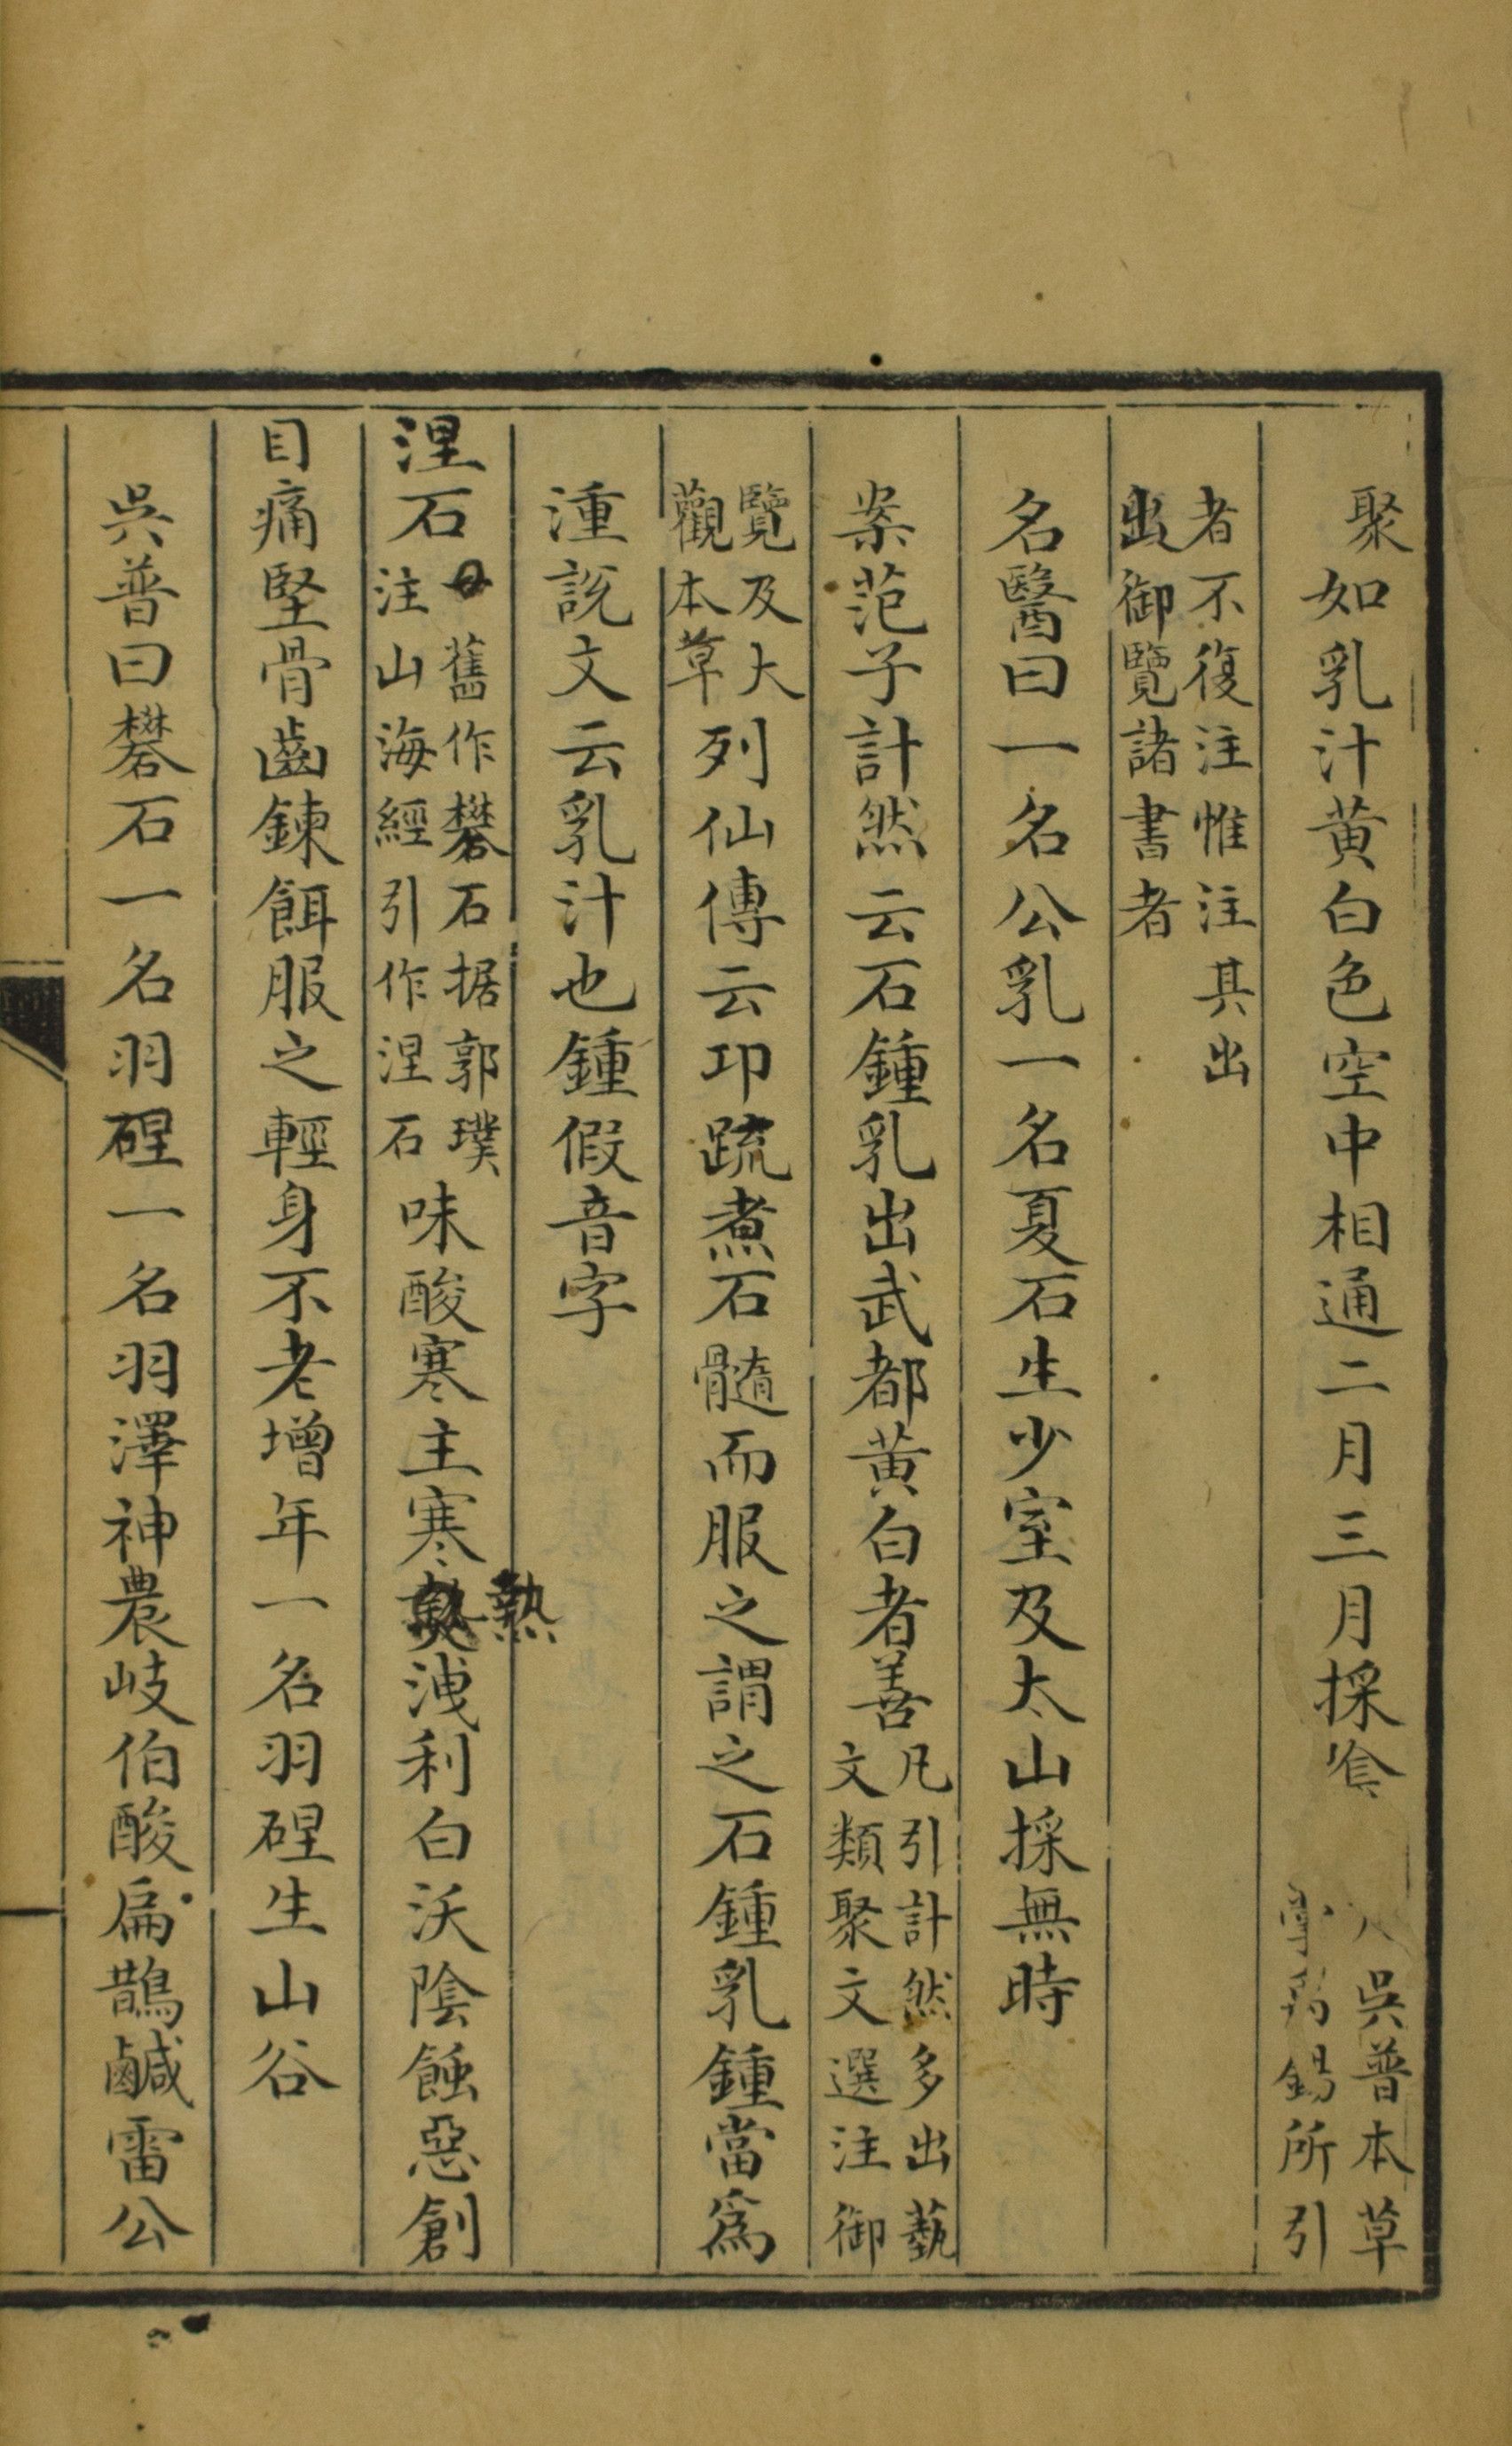 聚如乳汁黄白色空中相通二月三月採
吳普本草
錫所引
者不復注惟注其出
出御覽諸書者
名醫曰一名公乳一名夏石生少室及太山採無時
案范子計然云石鍾乳出武都黄白者善
凡引計然多出藝
文類聚文選注御
覽及大
觀本草
列仙傳云卭疏煮石髓而服之謂之石鍾乳鍾當爲
湩說文云乳汁也鍾假音字
涅石
舊作礬石据郭璞
注山海經引作涅石
味酸寒主寒熱洩利白沃陰蝕惡創
目痛堅骨齒鍊餌服之輕身不老增年一名羽碮生山谷
吳普曰礬石一名羽碮一名羽澤神農岐伯酸扁鵲鹹雷公